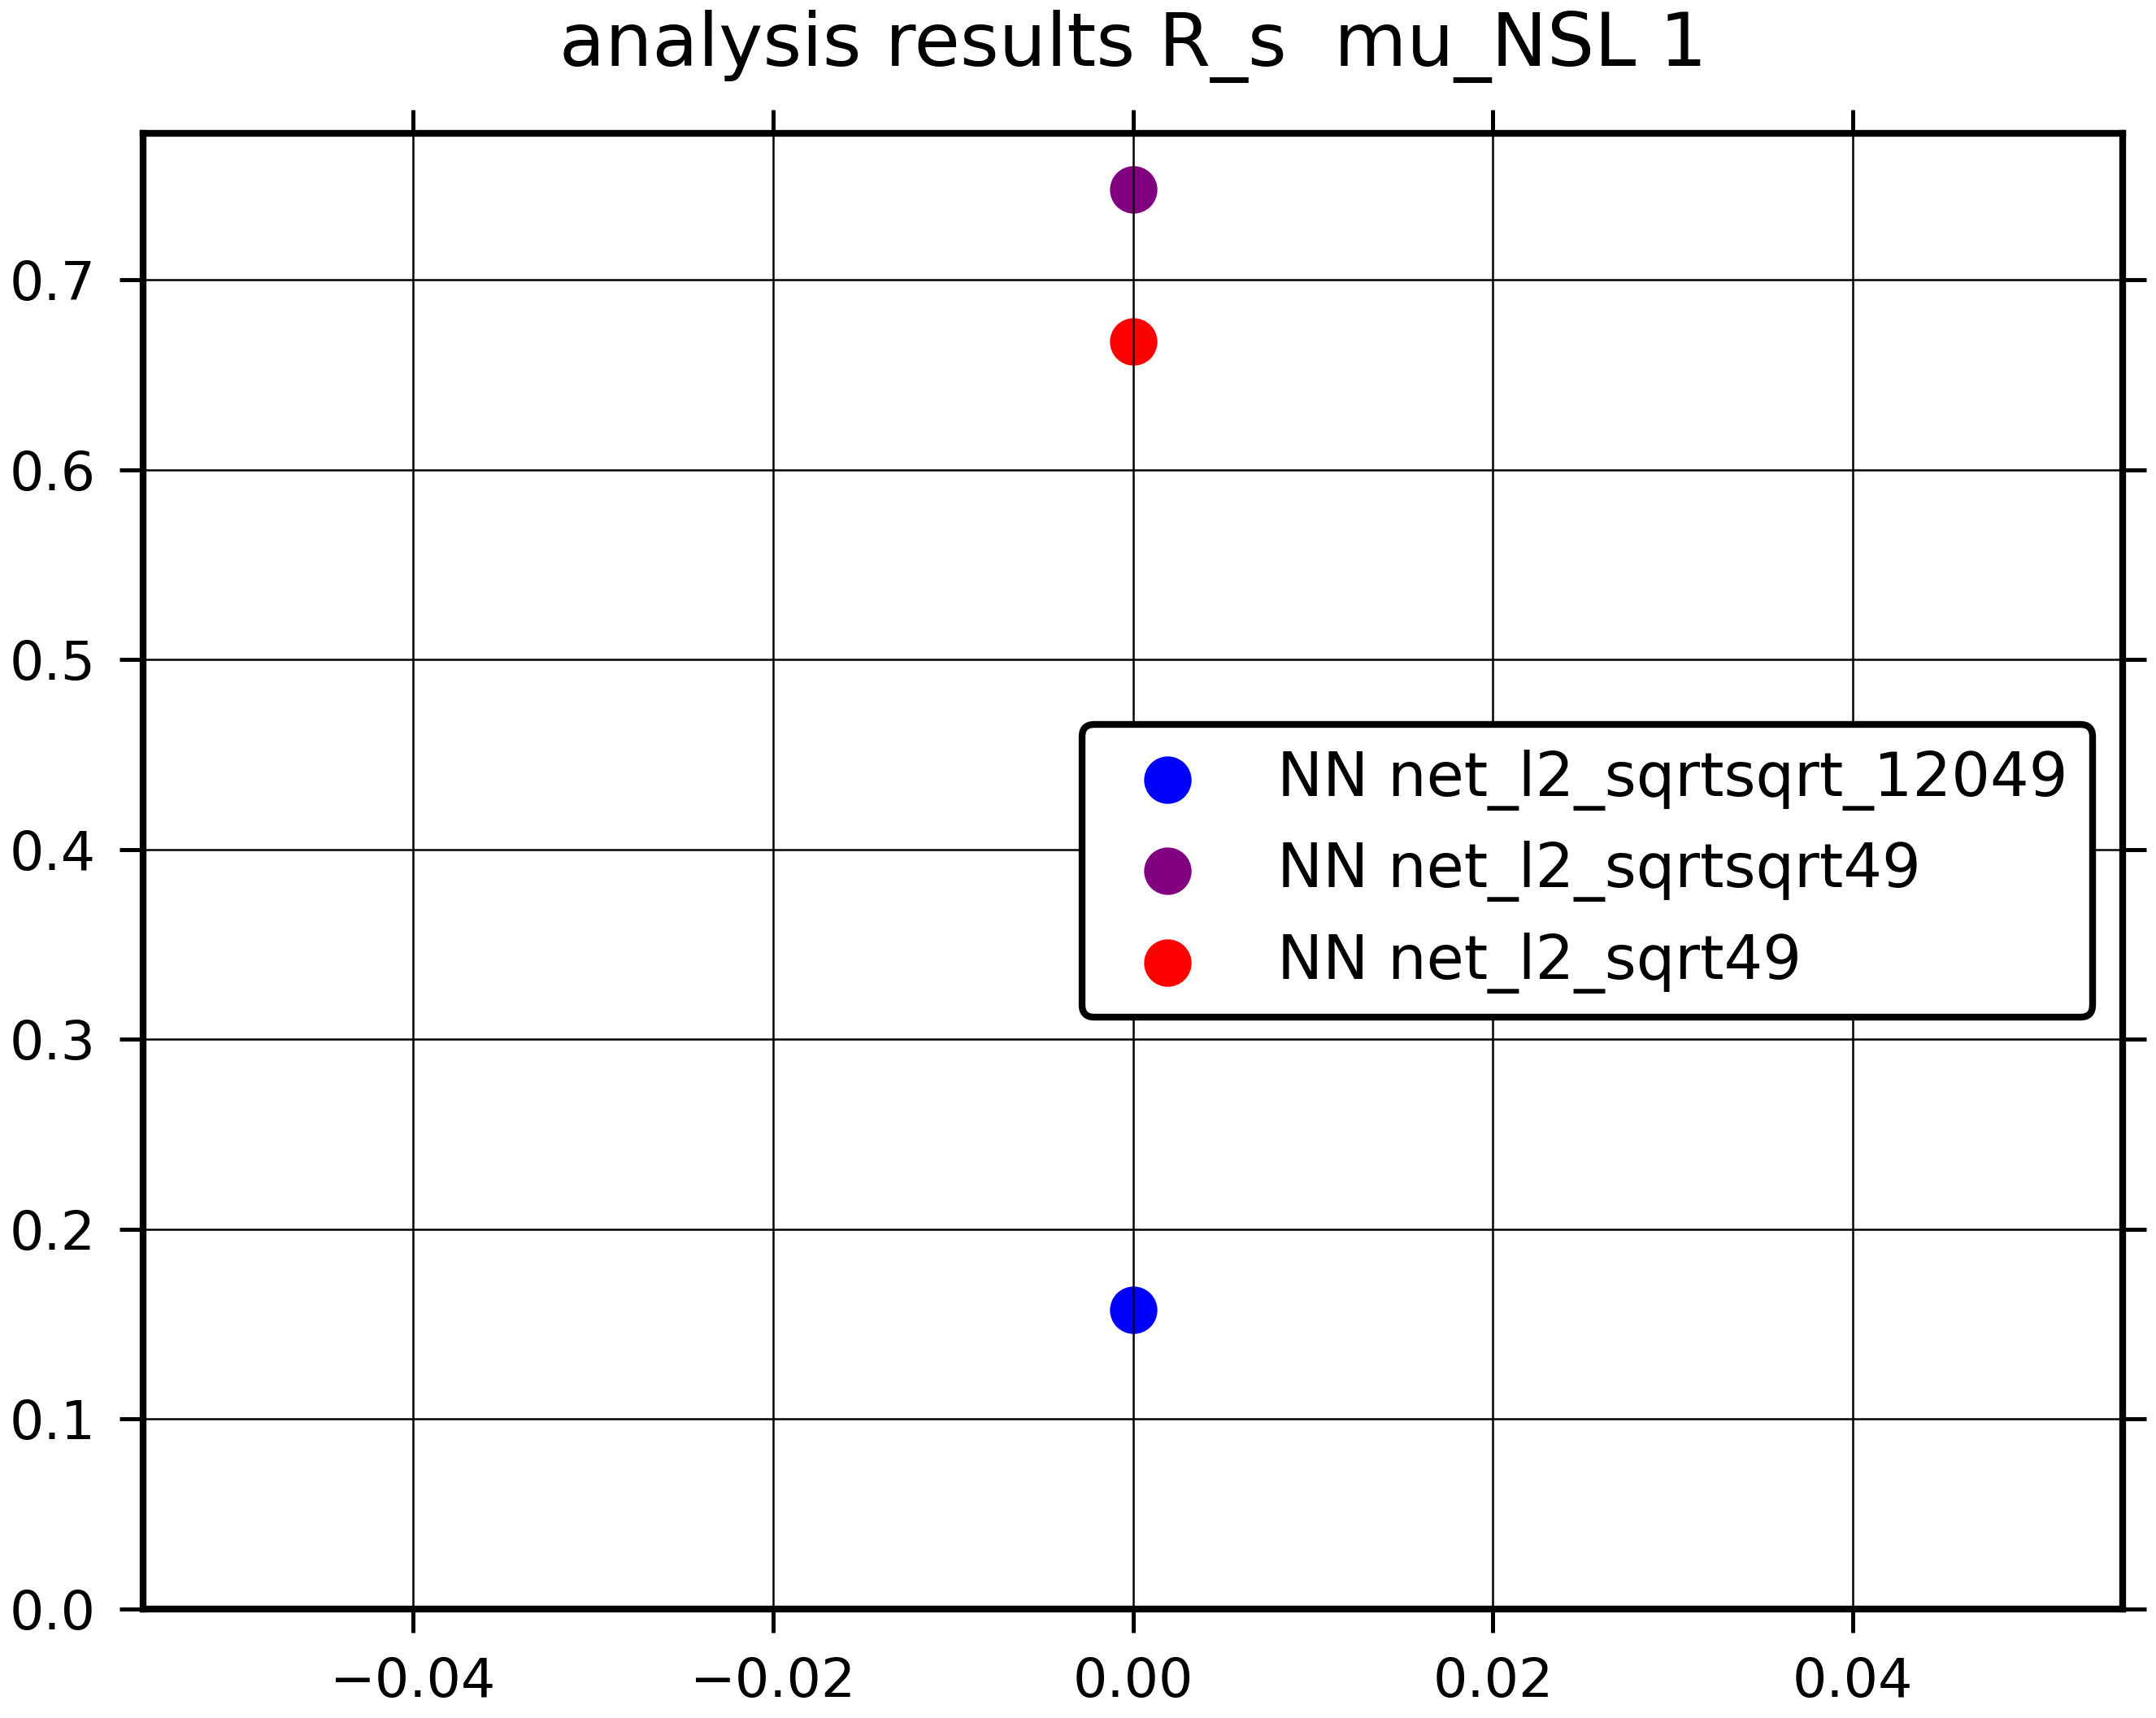 analysis results R_s  mu_NSL 1
0.7
0.6
0.5
0.4
0.3
0.2
0.1
0.0
NN net_l2_sqrtsqrt_12049
NN net_l2_sqrtsqrt49
NN net_l2_sqrt49
−0.04 −0.02 0.00 0.02 0.04